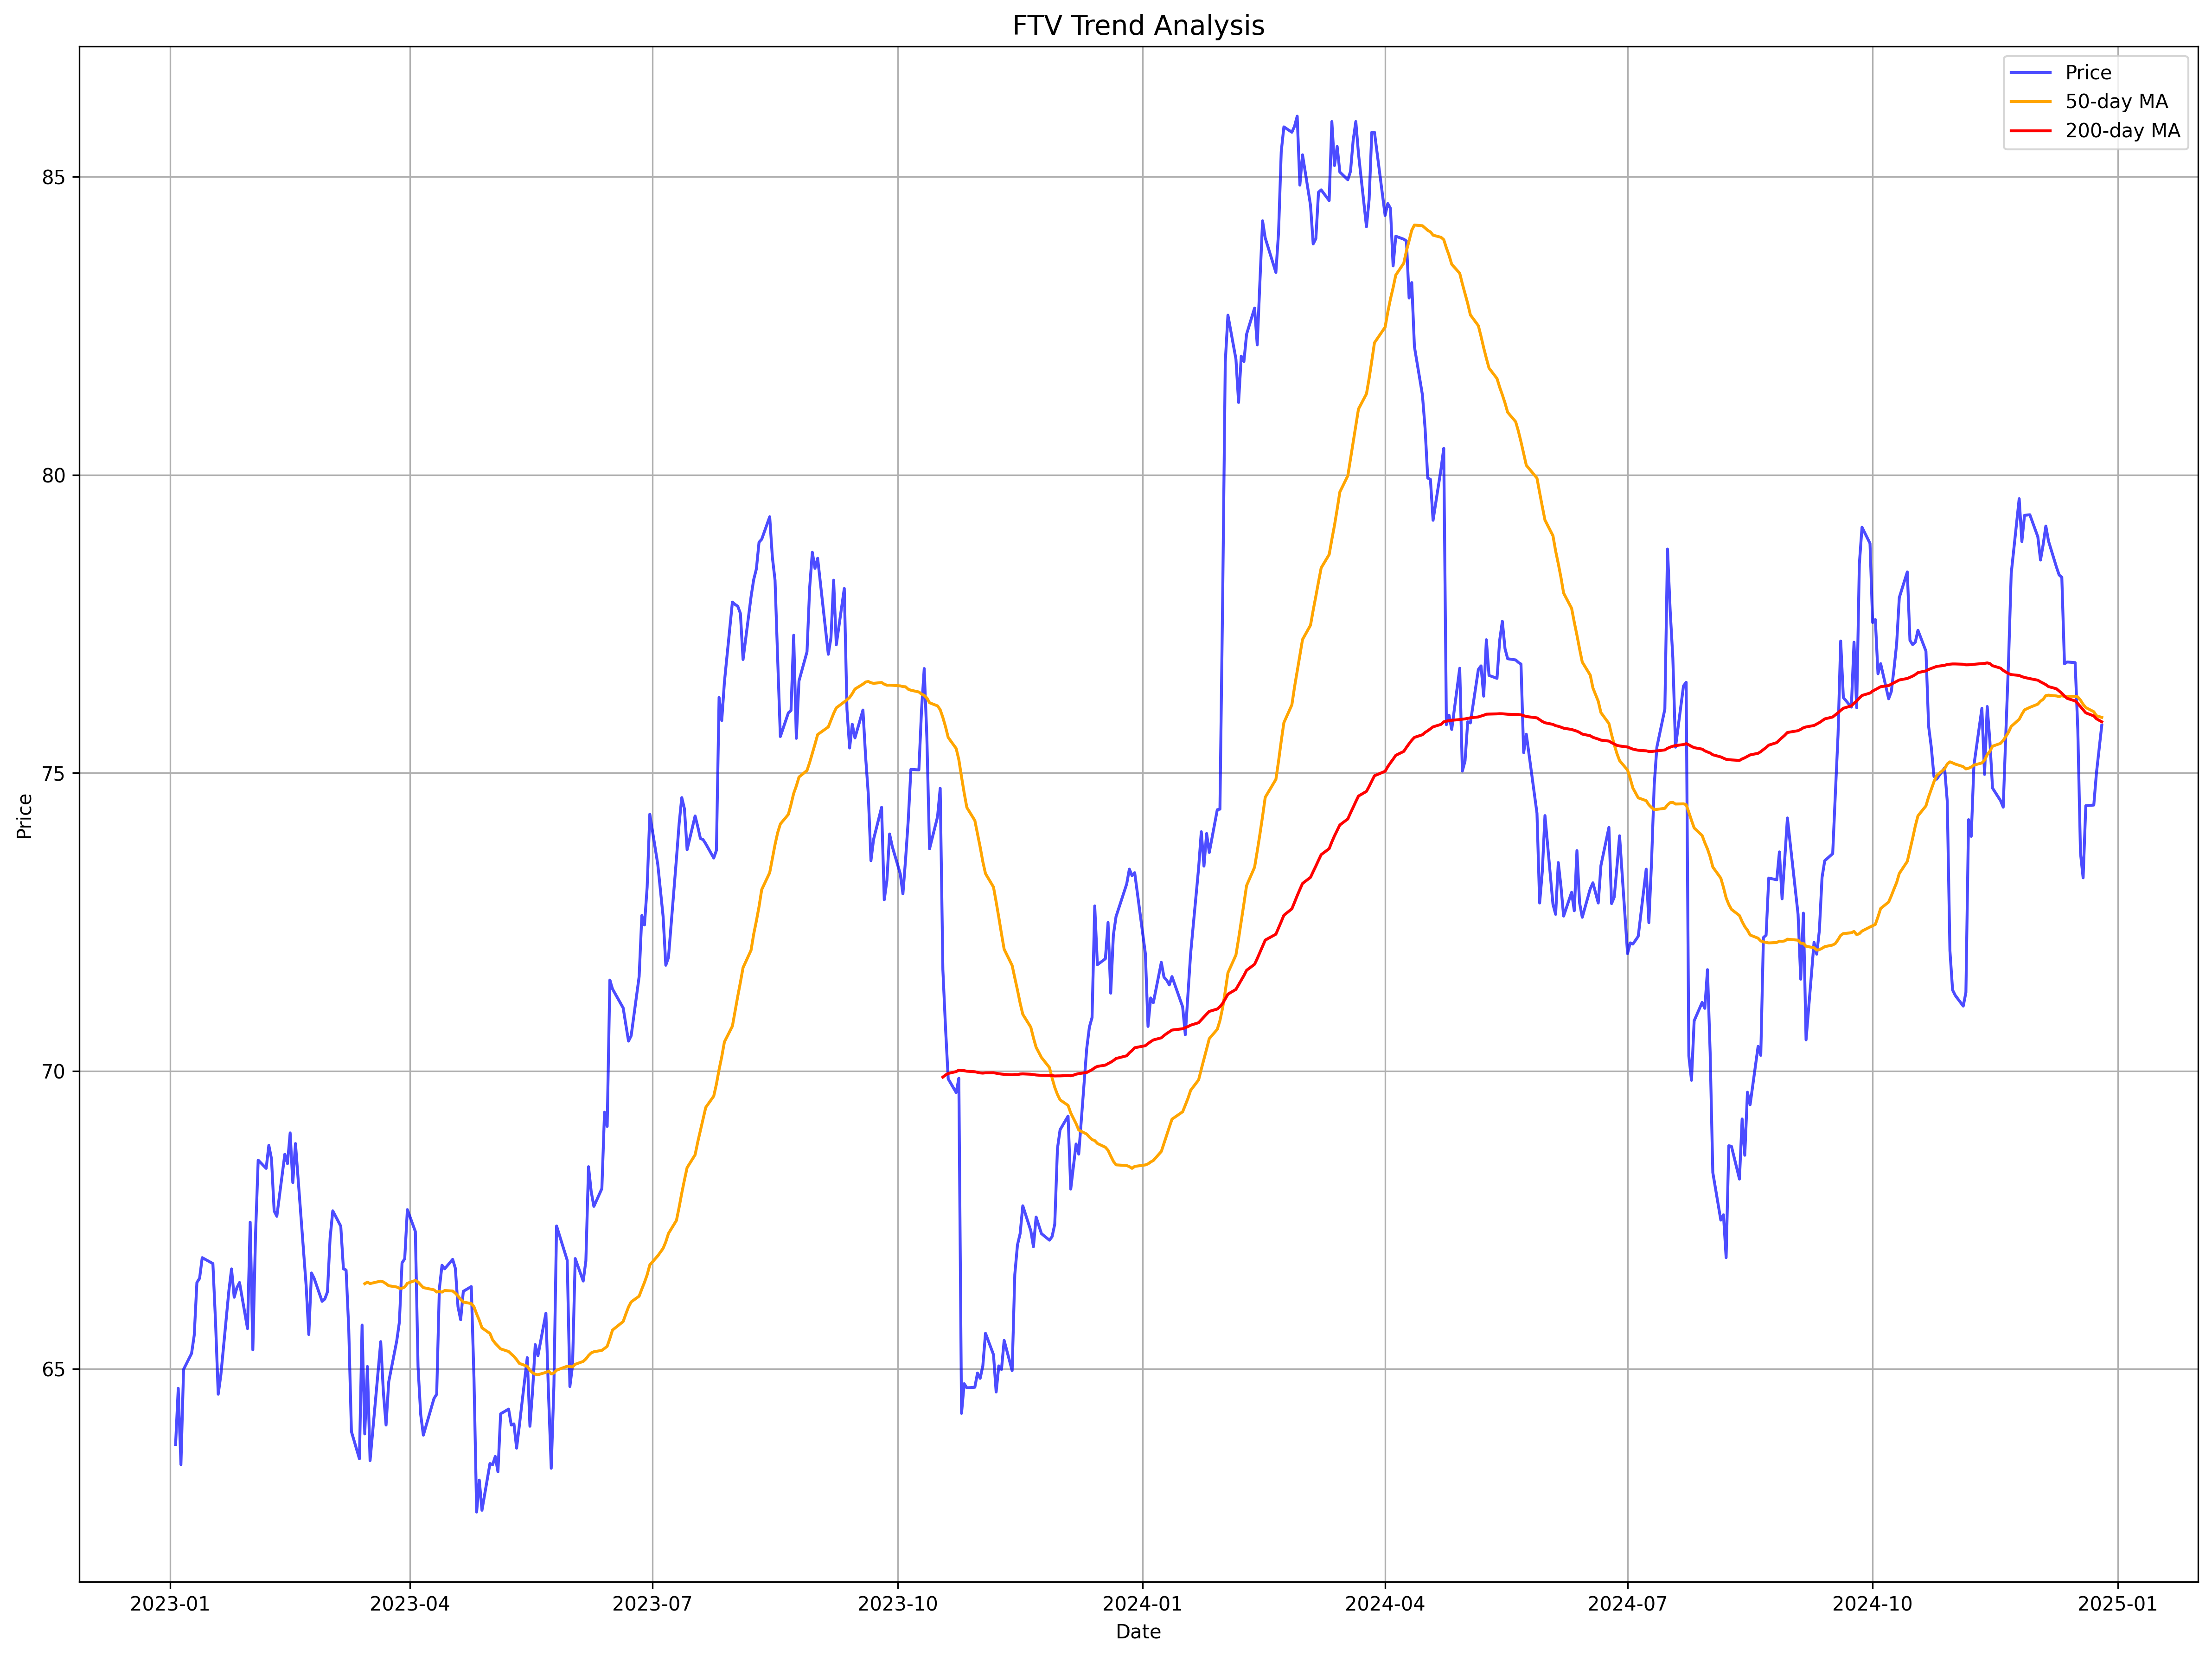 FTV Trend Analysis
Price
50-day MA
200-day MA
85
80
75
70
65
Price
2023-01
2023-04
2023-07
2023-10
2024-01
2024-04
2024-07
2024-10
2025-01
Date